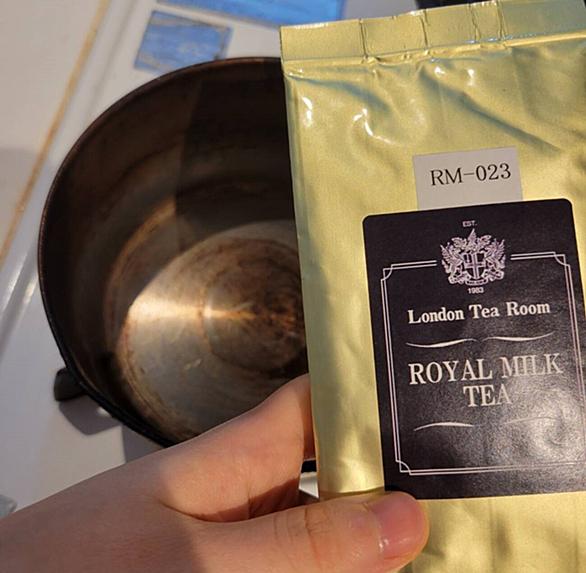 RM-023
EST.
1983
London Tea Room
ROYAL MILK
TEA